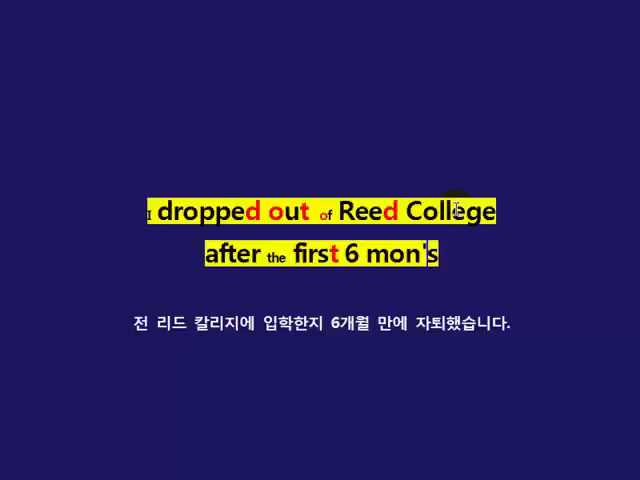 I dropped out of Reed College
after the first 6 mon's
전 리드 칼리지에 입학한지 6개월 만에 자퇴했습니다.